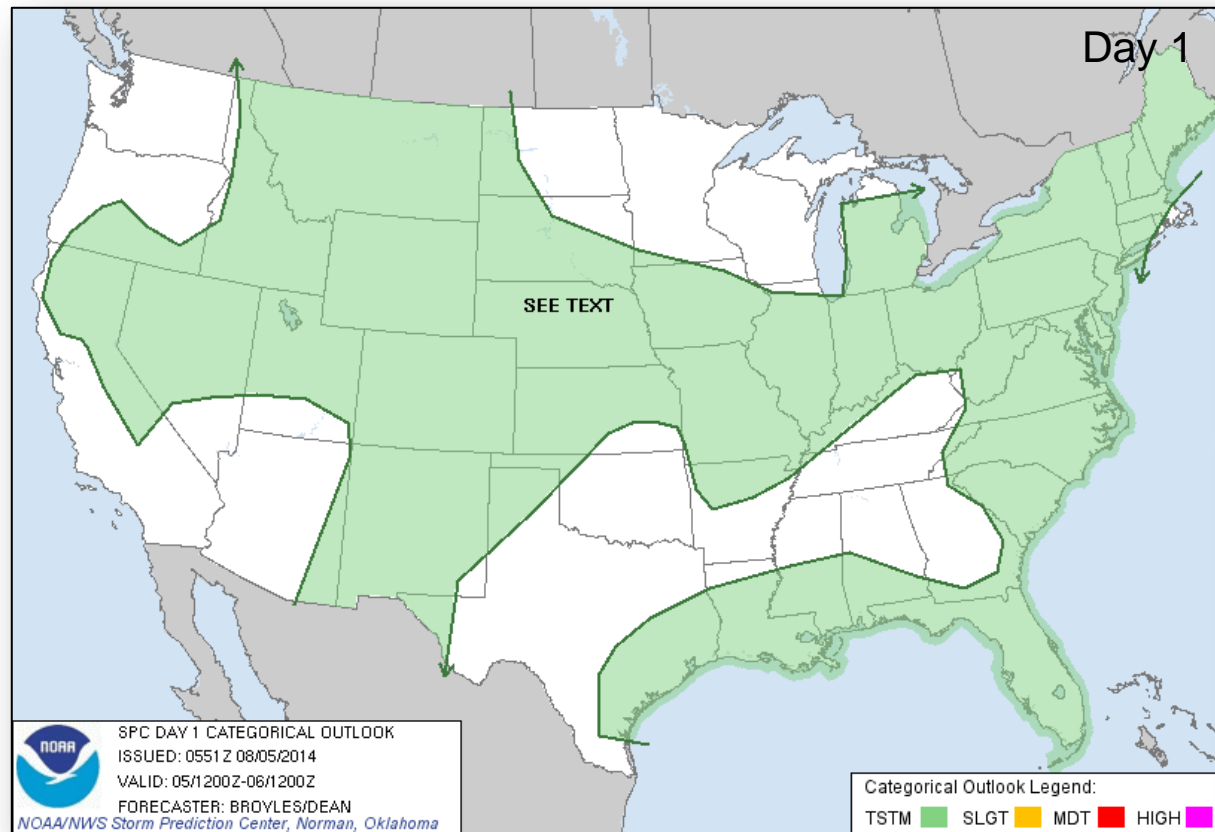 Day 1
SEE TEXT
NOAA
SPC DAY 1 CATEGORICAL OUTLOOK
ISSUED: 0551Z 08/05/2014
VALID: 05/1200Z-06/1200Z
FORECASTER: BROYLES/DEAN
NOAA/NWS Storm Prediction Center, Norman, Oklahoma
Categorical Outlook Legend:
TSTM SLGT MDT HIGH